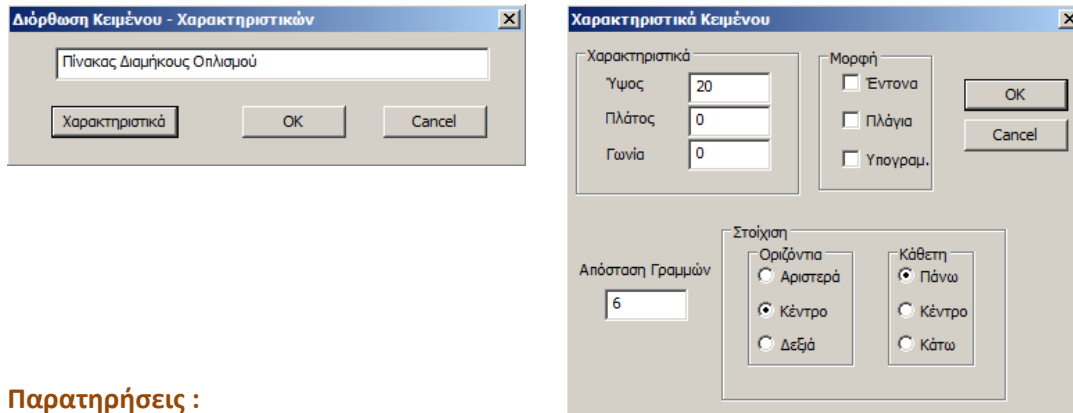 Διόρθωση Κειμένου - Χαρακτηριστικών
Πίνακας Διαμήκους Οπλισμού
Χαρακτηριστικά
OK
Cancel
Χαρακτηριστικά Κειμένου
Χαρακτηριστικά
Ύψος
20
Πλάτος
0
Γωνία
0
Μορφή
Έντονα
Πλάγια
Υπογραμ.
OK
Cancel
Απόσταση Γραμμών
6
Στοίχιση
Οριζόντια
Αριστερά
Κέντρο
Δεξιά
Κάθετη
Πάνω
Κέντρο
Κάτω
Παρατηρήσεις :